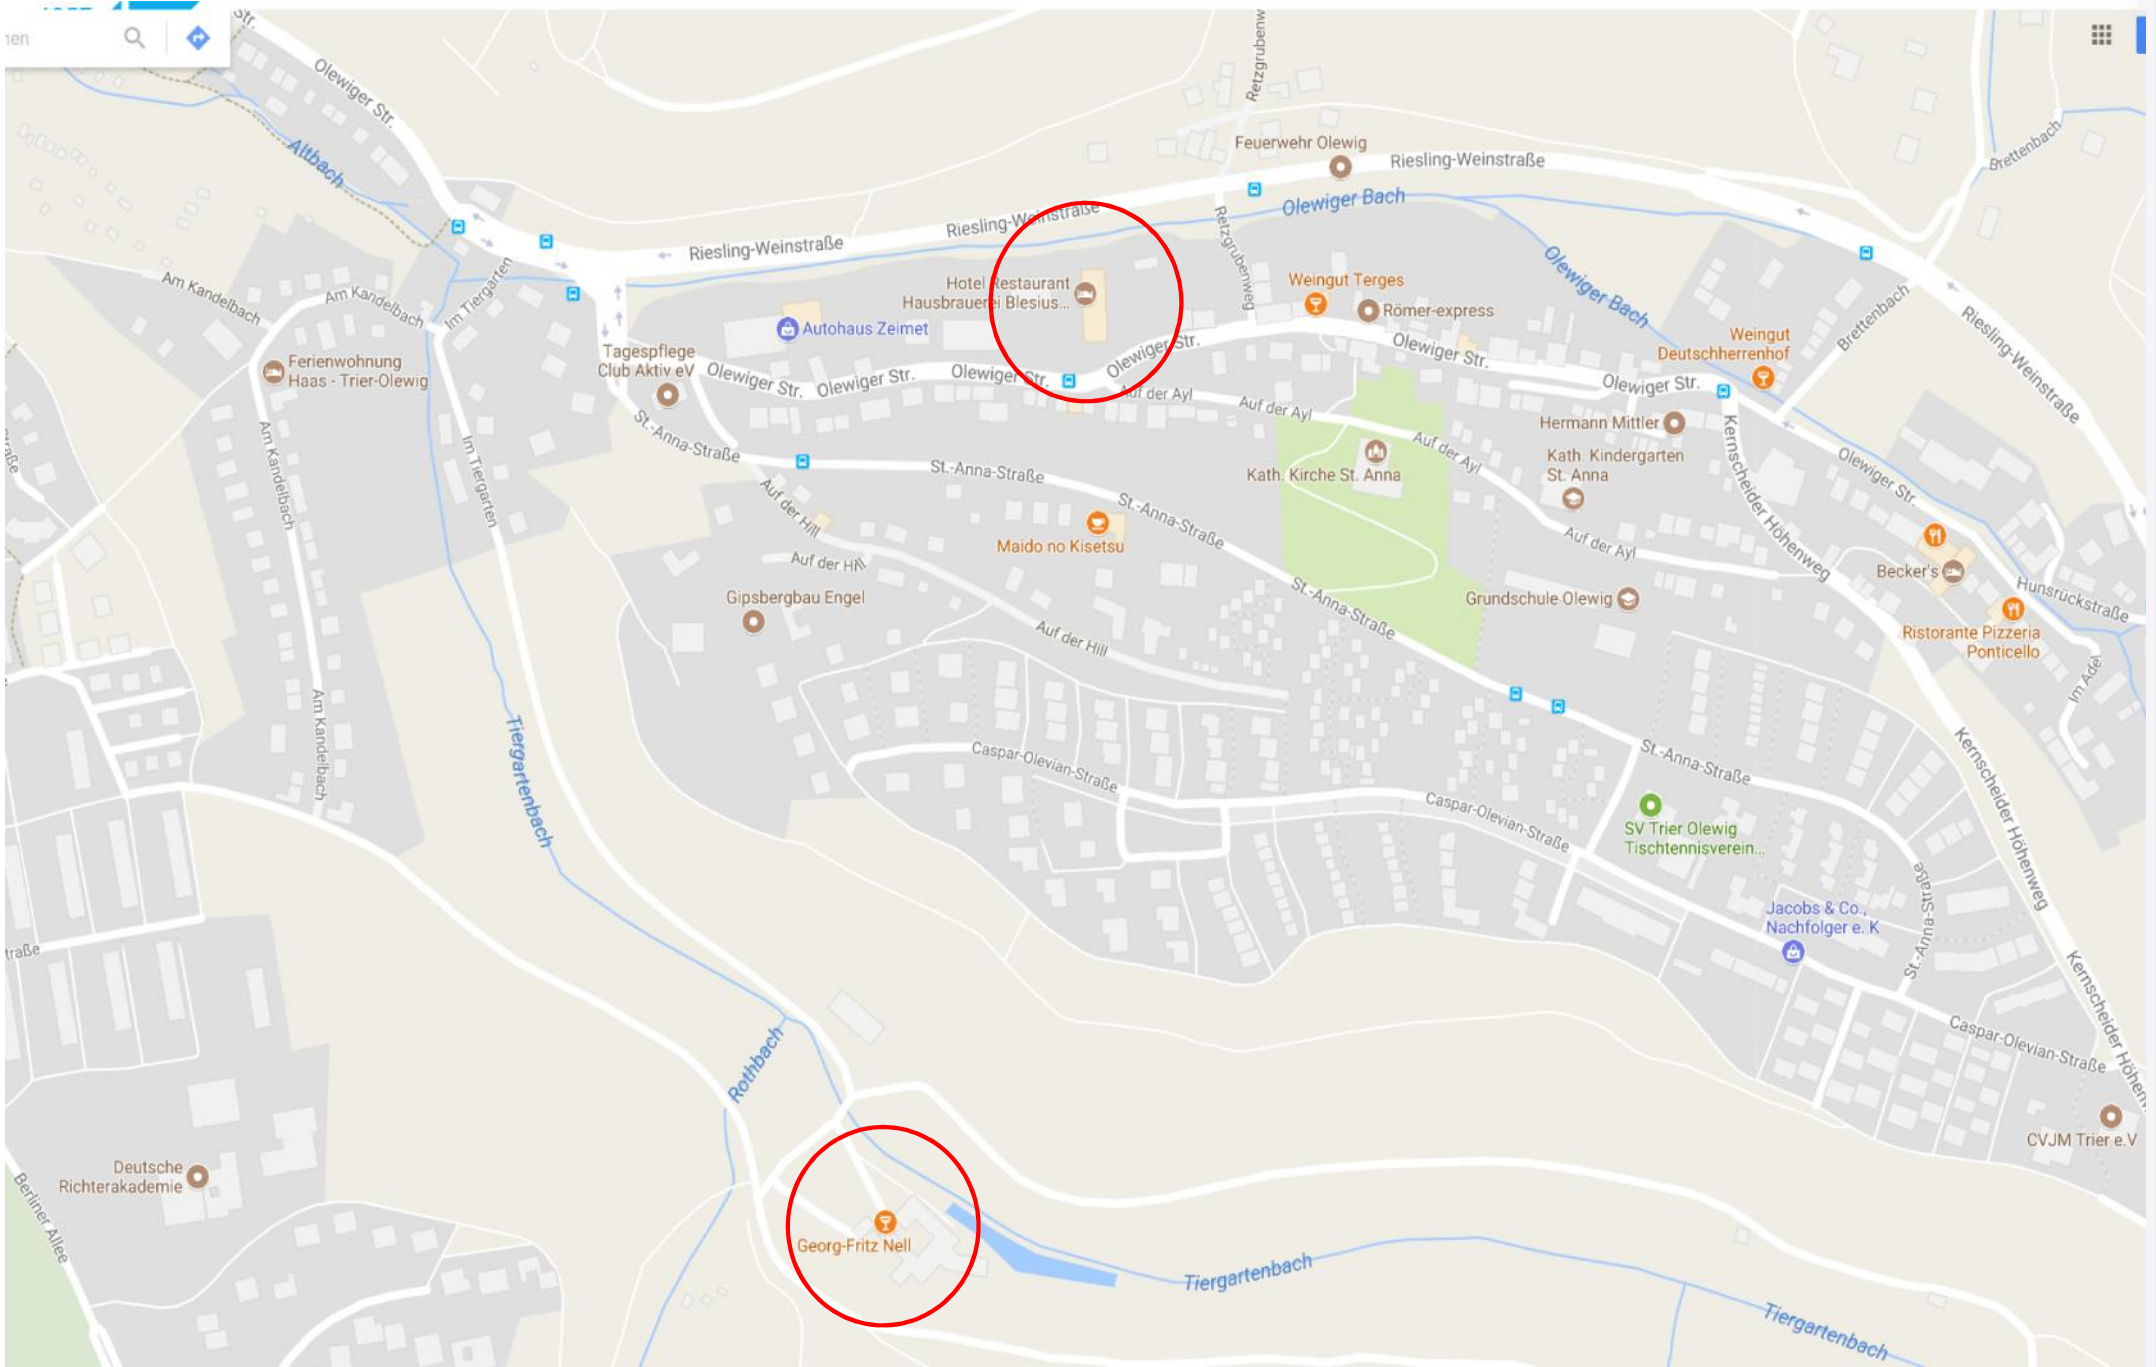 Str.
Olewiger Str.
Altbach
Retzgrubenw
Feuerwehr Olewig
Riesling-Weinstraße
Brettenbach
Olewiger Bach
Riesling-Weinstraße
Riesling-Weinstraße
Retzgrubenweg
Olewiger Bach
Am Kandelbach
Am Kandelbach
Im Tiergarten
Hotel Restaurant
Hausbrauerei Blesius...
Weingut Terges
Römer-express
Autohaus Zeimet
Weingut
Deutschherrenhof
Brettenbach
Riesling-Weinstraße
Ferienwohnung
Haas - Trier-Olewig
Tagespflege
Club Aktiv eV
Olewiger Str.
Olewiger Str.
Olewiger Str.
Olewiger Str.
Olewiger Str.
Olewiger Str.
Auf der Ayl
Auf der Ayl
Auf der Ayl
Hermann Mittler
Kath. Kindergarten
St. Anna
Kernscheider Höhenweg
Olewiger Str.
St.-Anna-Straße
St.-Anna-Straße
Kath. Kirche St. Anna
Am Kandelbach
Im Tiergarten
Auf der Hill
Auf der Hill
Maido no Kisetsu
St.-Anna-Straße
Auf der Ayl
Becker's
Hunsrückstraße
Gipsbergbau Engel
Auf der Hill
St.-Anna-Straße
Grundschule Olewig
Ristorante Pizzeria
Ponticello
Im Adel
Am Kandelbach
Tiergartenbach
Caspar-Olevian-Straße
St.-Anna-Straße
Kernscheider Höhenweg
Caspar-Olevian-Straße
SV Trier Olewig
Tischtennisverein...
Jacobs & Co.,
Nachfolger e. K
St.-Anna-Straße
traße
Kernscheider Höhenw
Caspar-Olevian-Straße
Rothbach
CVJM Trier e.V
Deutsche
Richterakademie
Berliner Allee
Georg-Fritz Nell
Tiergartenbach
Tiergartenbach